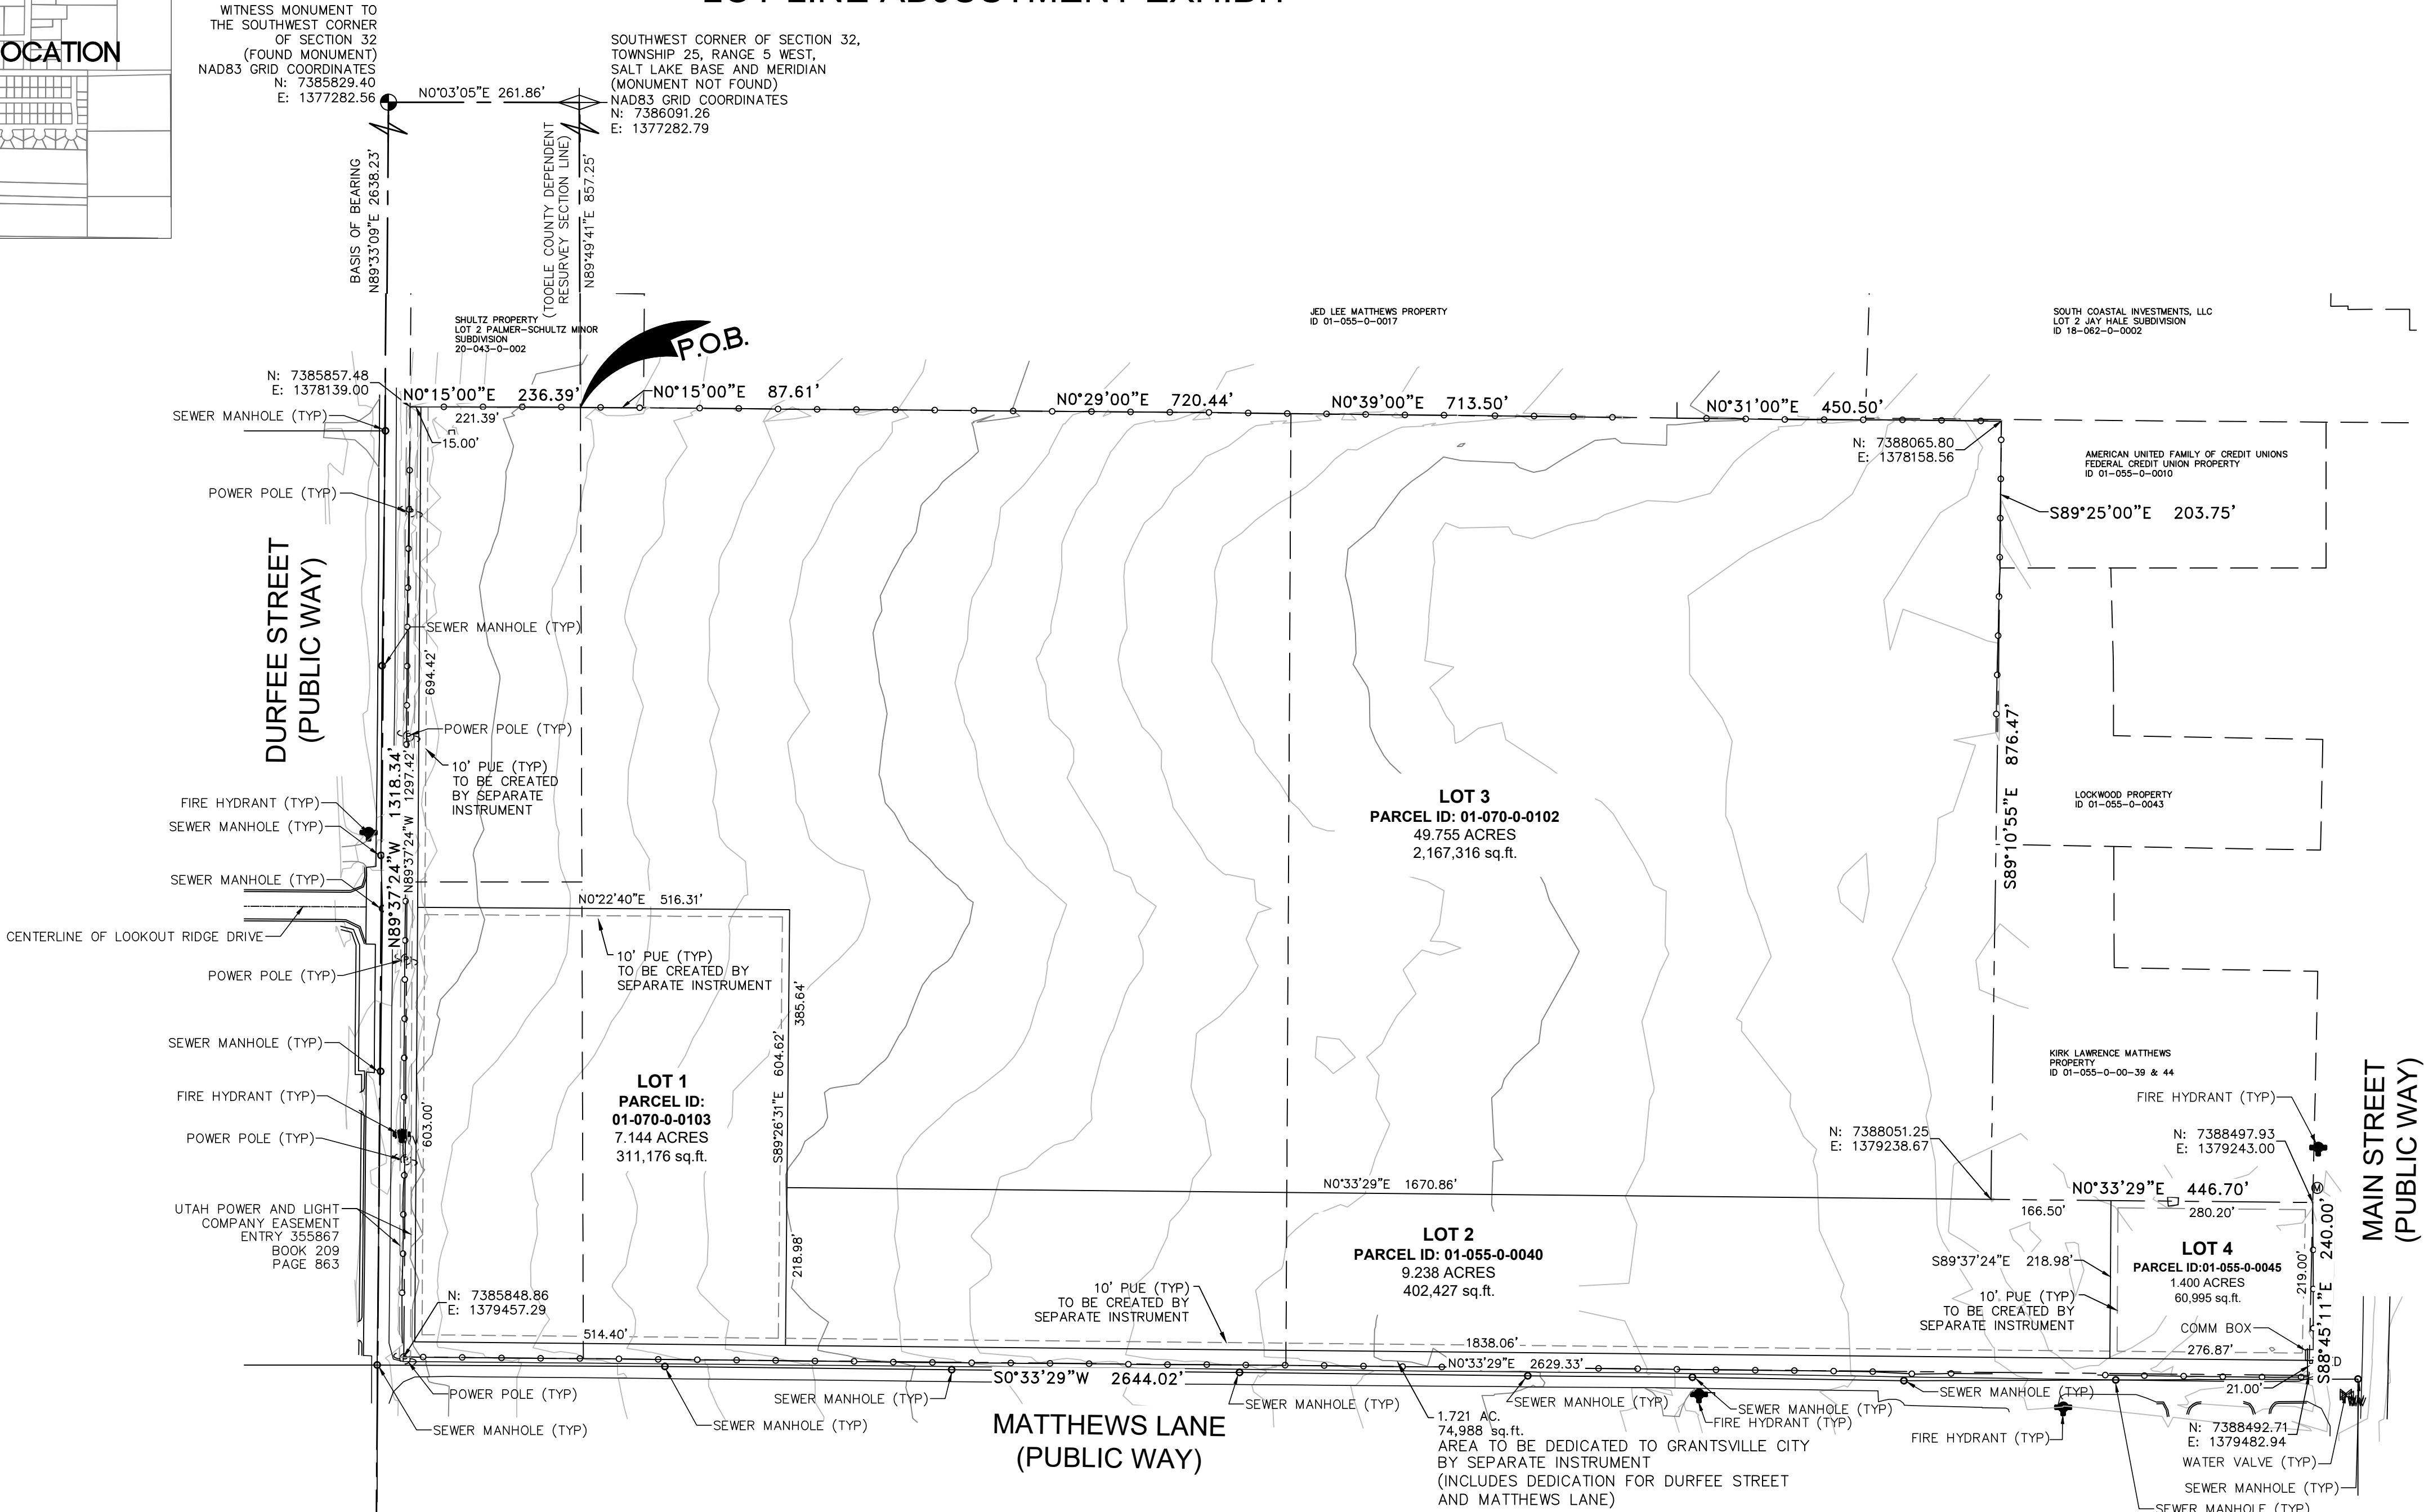 OCATION
WITNESS MONUMENT TO
THE SOUTHWEST CORNER
OF SECTION 32
(FOUND MONUMENT)
NAD83 GRID COORDINATES
N: 7385829.40
E: 1377282.56
N0°03'05"E 261.86'
SOUTHWEST CORNER OF SECTION 32,
TOWNSHIP 25, RANGE 5 WEST,
SALT LAKE BASE AND MERIDIAN
(MONUMENT NOT FOUND)
NAD83 GRID COORDINATES
N: 7386091.26
E: 1377282.79
BASIS OF BEARING
N89°33'09"E 2638.23'
(TOOELE COUNTY DEPENDENT
RESURVEY SECTION LINE)
N89°49'41"E 857.25'
SHULTZ PROPERTY
LOT 2 PALMER-SCHULTZ MINOR
SUBDIVISION
20-043-0-002
P.O.B.
JED LEE MATTHEWS PROPERTY
ID 01-055-0-0017
SOUTH COASTAL INVESTMENTS, LLC
LOT 2 JAY HALE SUBDIVISION
ID 18-062-0-0002
N: 7385857.48
E: 1378139.00
N0°15'00"E 236.39'
N0°15'00"E 87.61'
N0°29'00"E 720.44'
N0°39'00"E 713.50'
N0°31'00"E 450.50'
SEWER MANHOLE (TYP)
221.39'
15.00'
N: 7388065.80
E: 1378158.56
AMERICAN UNITED FAMILY OF CREDIT UNIONS
FEDERAL CREDIT UNION PROPERTY
ID 01-055-0-0010
S89°25'00"E 203.75'
POWER POLE (TYP)
DURFEE STREET
(PUBLIC WAY)
SEWER MANHOLE (TYP)
694.42'
POWER POLE (TYP)
10' PUE (TYP)
TO BE CREATED
BY SEPARATE
INSTRUMENT
N89°37'24"W 1318.34'
N89°37'24"W 1297.42'
FIRE HYDRANT (TYP)
SEWER MANHOLE (TYP)
SEWER MANHOLE (TYP)
CENTERLINE OF LOOKOUT RIDGE DRIVE
POWER POLE (TYP)
SEWER MANHOLE (TYP)
FIRE HYDRANT (TYP)
POWER POLE (TYP)
UTAH POWER AND LIGHT
COMPANY EASEMENT
ENTRY 355867
BOOK 209
PAGE 863
N0°22'40"E 516.31'
10' PUE (TYP)
TO BE CREATED BY
SEPARATE INSTRUMENT
385.64'
S89°26'31"E 604.62'
603.00'
LOT 1
PARCEL ID:
01-070-0-0103
7.144 ACRES
311,176 sq.ft.
218.98'
LOT 3
PARCEL ID: 01-070-0-0102
49.755 ACRES
2,167,316 sq.ft.
S89°10'55"E 876.47'
LOCKWOOD PROPERTY
ID 01-055-0-0043
KIRK LAWRENCE MATTHEWS
PROPERTY
ID 01-055-0-00-39 & 44
FIRE HYDRANT (TYP)
MAIN STREET
(PUBLIC WAY)
N: 7388051.25
E: 1379238.67
N: 7388497.93
E: 1379243.00
N0°33'29"E 1670.86'
N0°33'29"E 446.70'
166.50'
280.20'
M
LOT 2
PARCEL ID: 01-055-0-0040
9.238 ACRES
402,427 sq.ft.
S89°37'24"E 218.98'
LOT 4
PARCEL ID:01-055-0-0045
1.400 ACRES
60,995 sq.ft.
219.00'
S88°45'11"E 240.00'
10' PUE (TYP)
TO BE CREATED BY
SEPARATE INSTRUMENT
10' PUE (TYP)
TO BE CREATED BY
SEPARATE INSTRUMENT
COMM BOX
276.87'
D
21.00'
N: 7385848.86
E: 1379457.29
514.40'
1838.06'
N0°33'29"E 2629.33'
S0°33'29"W 2644.02'
POWER POLE (TYP)
SEWER MANHOLE (TYP)
SEWER MANHOLE (TYP)
SEWER MANHOLE (TYP)
SEWER MANHOLE (TYP)
SEWER MANHOLE (TYP)
SEWER MANHOLE (TYP)
FIRE HYDRANT (TYP)
SEWER MANHOLE (TYP)
FIRE HYDRANT (TYP)
MATTHEWS LANE
(PUBLIC WAY)
1.721 AC.
74,988 sq.ft.
AREA TO BE DEDICATED TO GRANTSVILLE CITY
BY SEPARATE INSTRUMENT
(INCLUDES DEDICATION FOR DURFEE STREET
AND MATTHEWS LANE)
N: 7388492.71
E: 1379482.94
WATER VALVE (TYP)
SEWER MANHOLE (TYP)
SEWER MANHOLE (TYP)